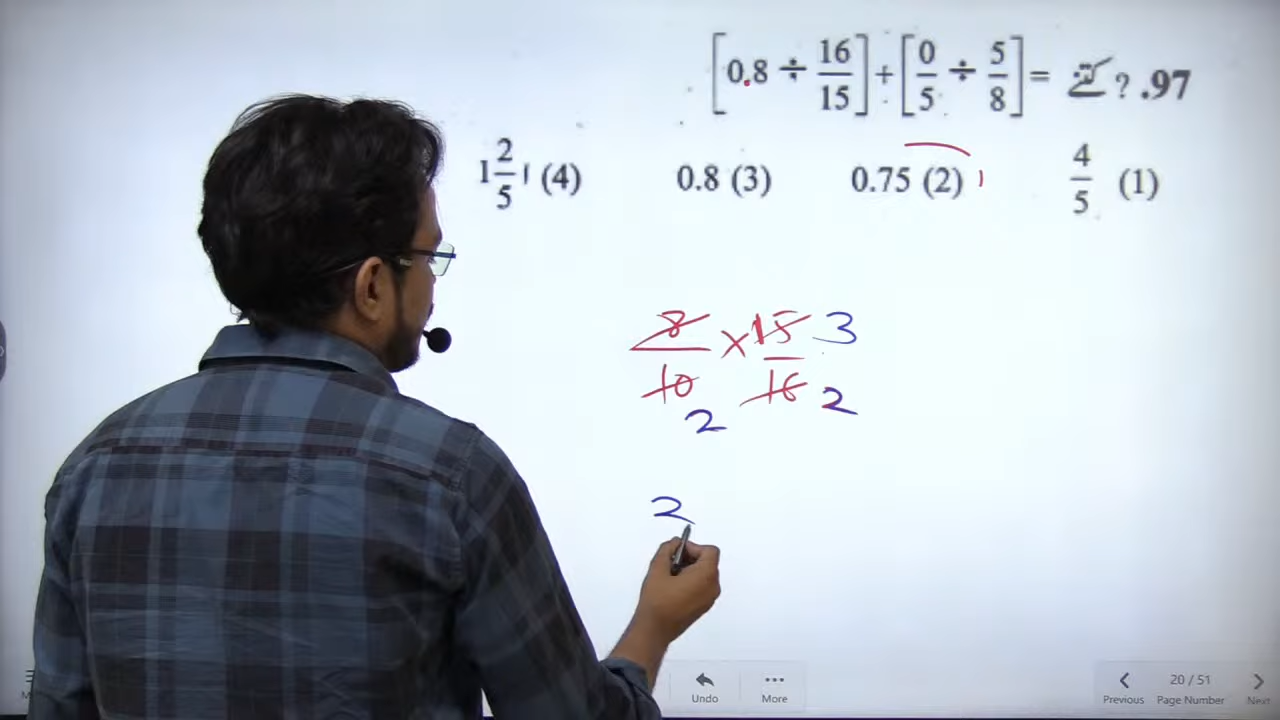 [0.8 ÷ 16/15] + [0/5 ÷ 5/8] = ? .97
1 2/5 (4) 0.8 (3) 0.75 (2) 4/5 (1)
8/10 × 15/16 3
2 2
2
Undo More Previous 20 / 51 Page Number Next